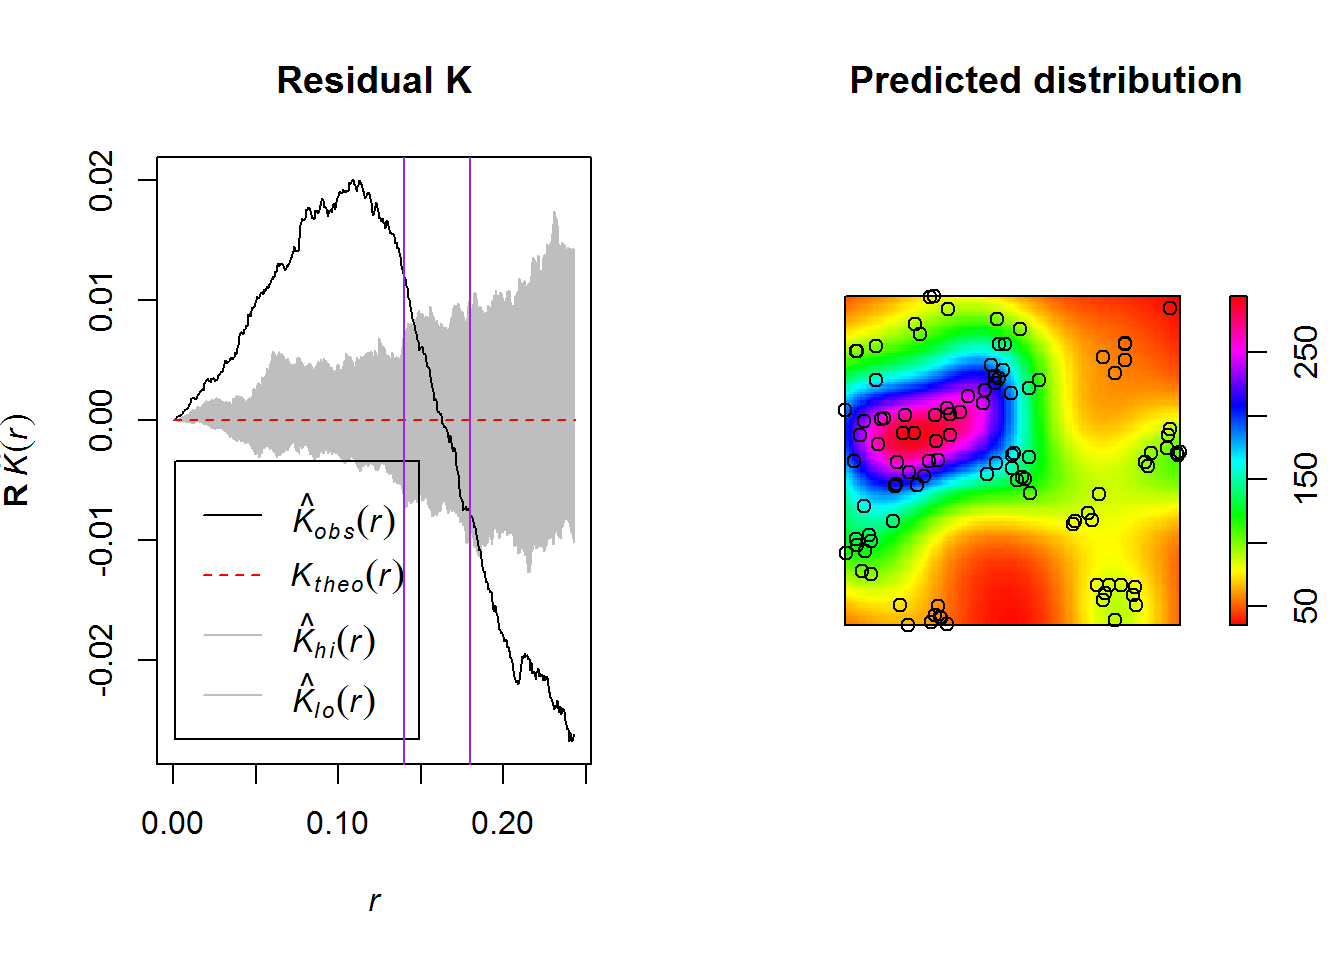 Residual K
R K̂(r)
0.02
0.01
0.00
-0.01
-0.02
K̂obs(r)
Ktheo(r)
K̂hi(r)
K̂lo(r)
0.00 0.10 0.20
r
Predicted distribution
250
150
50